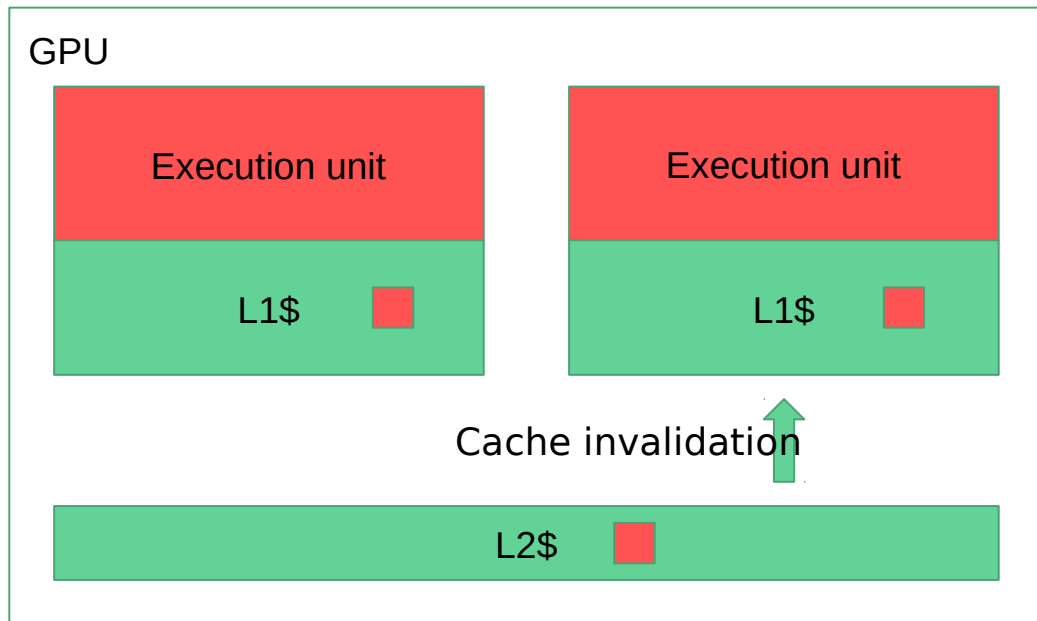 GPU
Execution unit
Execution unit
L1$
L1$
Cache invalidation
L2$